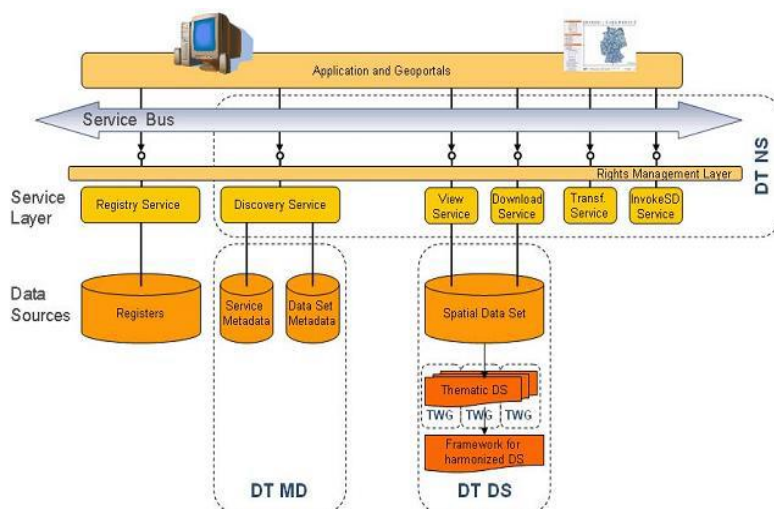 Application and Geoportals
Service Bus
DT NS
Rights Management Layer
Service
Layer
Registry Service
Discovery Service
View
Service
Download
Service
Transf.
Service
InvokeSD
Service
Data
Sources
Registers
Service
Metadata
Data Set
Metadata
Spatial Data Set
Thematic DS
TWG
TWG
TWG
Framework for
harmonized DS
DT MD
DT DS